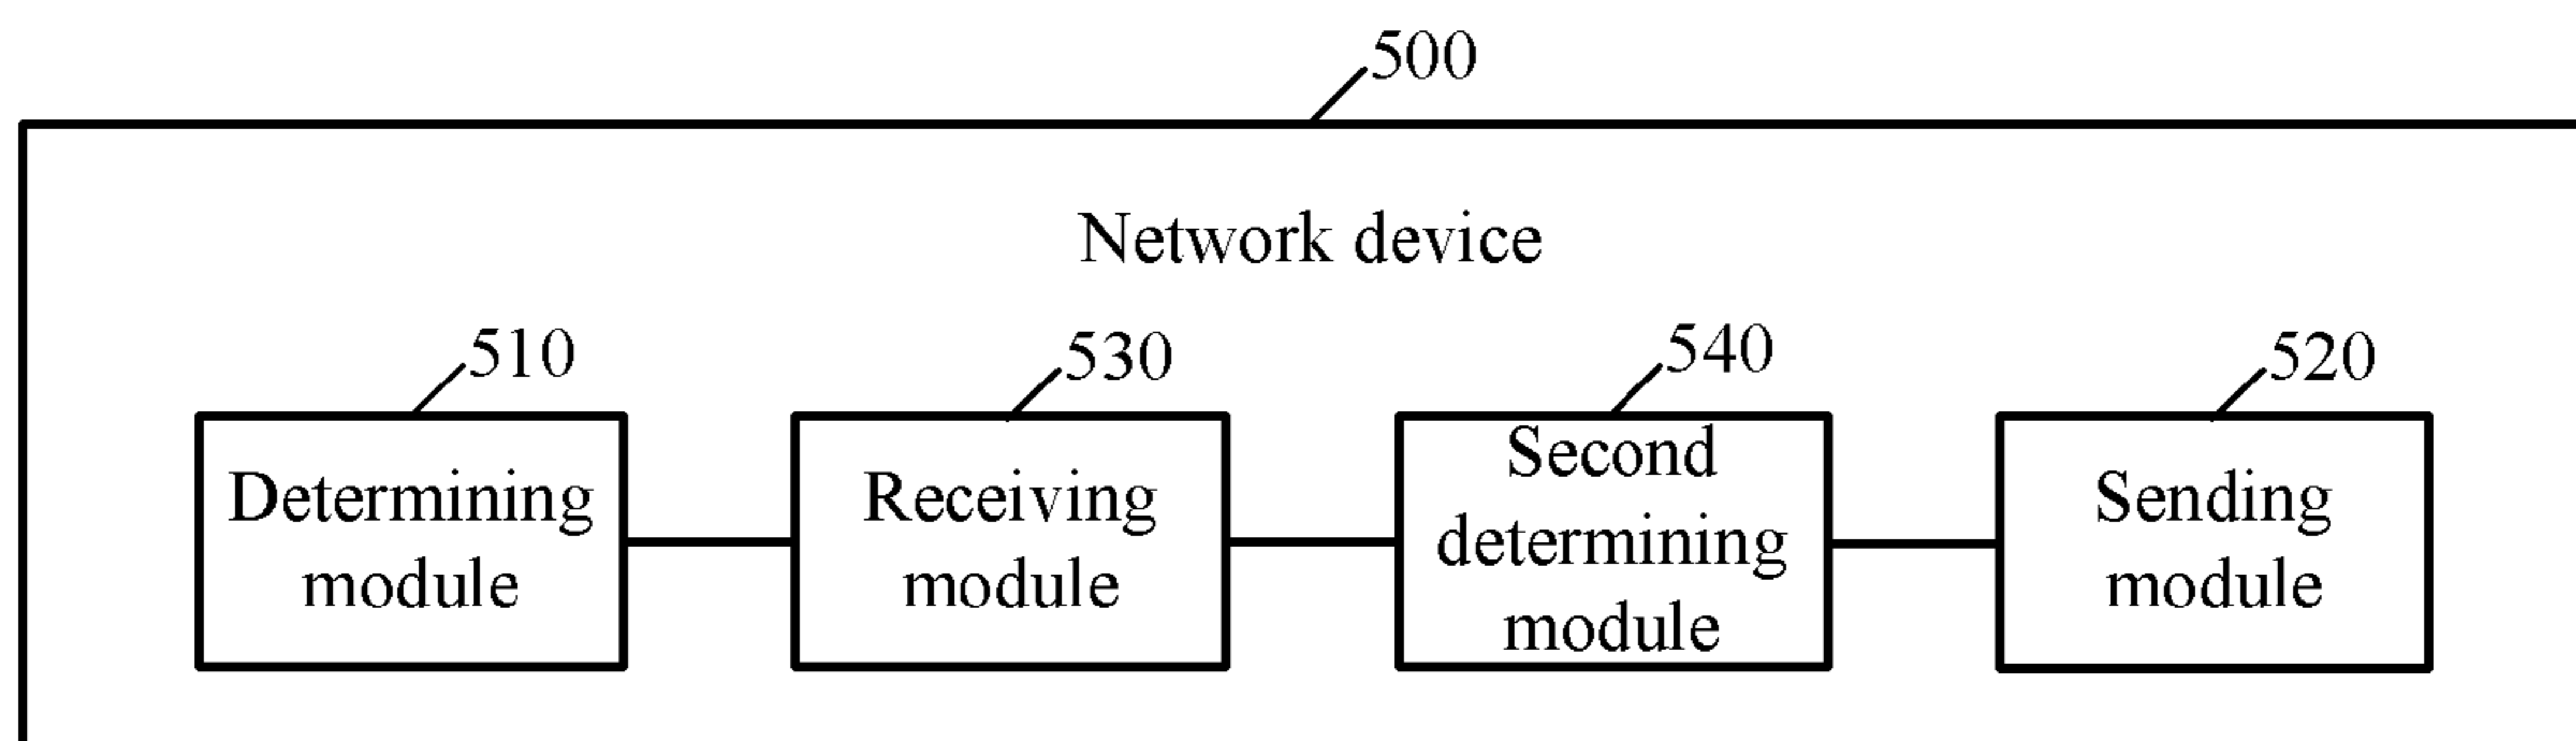 500
Network device
510
530
540
520
Determining
module
Receiving
module
Second
determining
module
Sending
module